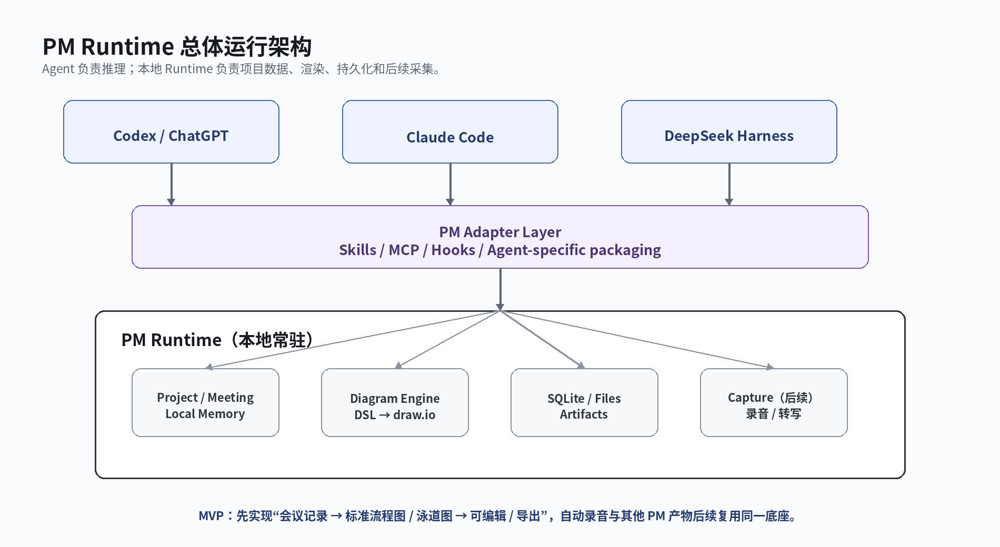 PM Runtime 总体运行架构
Agent 负责推理；本地 Runtime 负责项目数据、渲染、持久化和后续采集。
Codex / ChatGPT
Claude Code
DeepSeek Harness
PM Adapter Layer
Skills / MCP / Hooks / Agent-specific packaging
PM Runtime（本地常驻）
Project / Meeting
Local Memory
Diagram Engine
DSL → draw.io
SQLite / Files
Artifacts
Capture（后续）
录音 / 转写
MVP：先实现“会议记录 → 标准流程图 / 泳道图 → 可编辑 / 导出”，自动录音与其他 PM 产物后续复用同一底座。